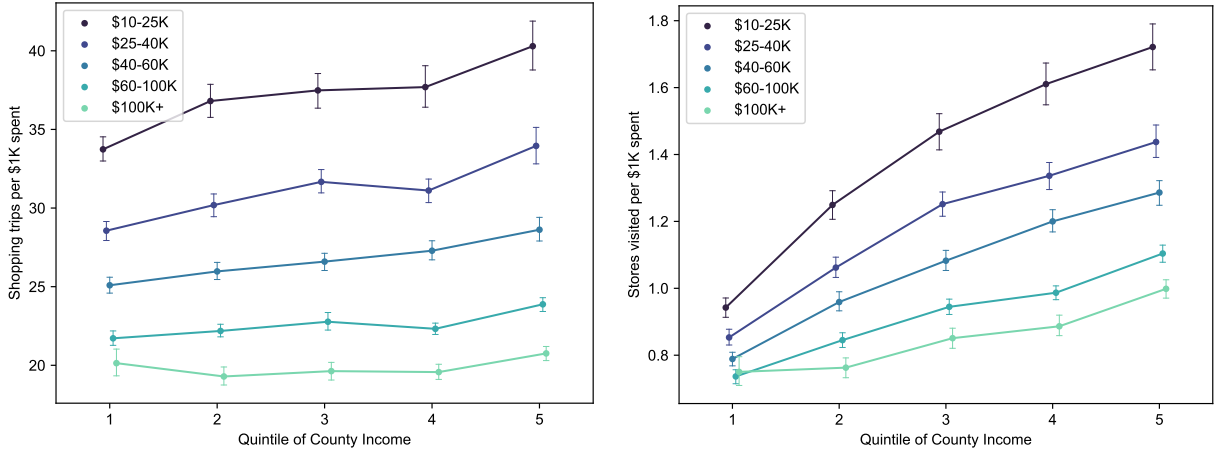 $10-25K
$25-40K
$40-60K
$60-100K
$100K+
40
35
30
25
20
Shopping trips per $1K spent
1 2 3 4 5
Quintile of County Income
$10-25K
$25-40K
$40-60K
$60-100K
$100K+
1.8
1.6
1.4
1.2
1.0
0.8
Stores visited per $1K spent
1 2 3 4 5
Quintile of County Income